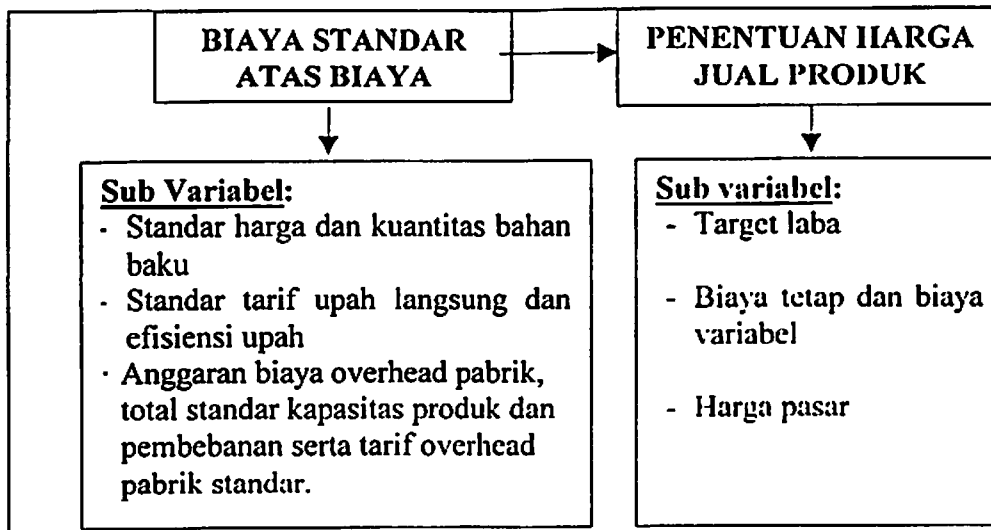 BIAYA STANDAR
ATAS BIAYA
PENENTUAN HARGA
JUAL PRODUK
Sub Variabel:
- Standar harga dan kuantitas bahan
baku
- Standar tarif upah langsung dan
efisiensi upah
- Anggaran biaya overhead pabrik,
total standar kapasitas produk dan
pembebanan serta tarif overhead
pabrik standar.
Sub variabel:
- Target laba
- Biaya tetap dan biaya
variabel
- Harga pasar